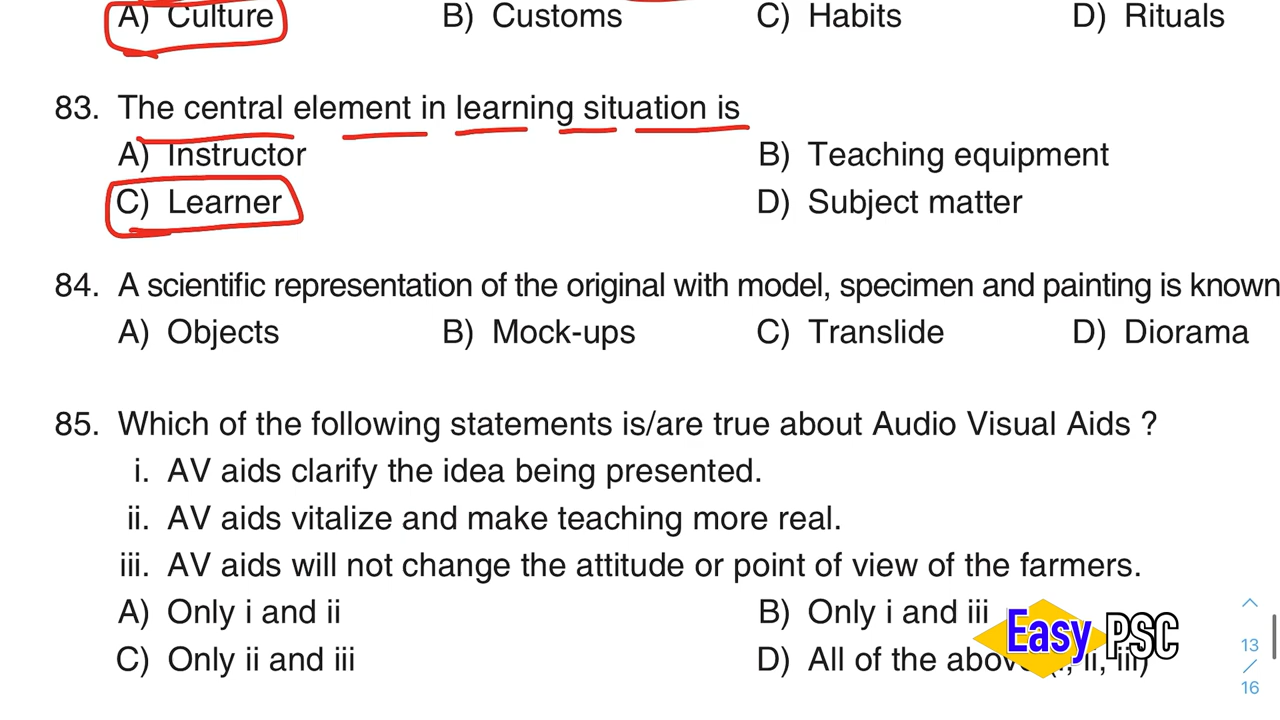 A) Culture B) Customs C) Habits D) Rituals
83. The central element in learning situation is
A) Instructor B) Teaching equipment
C) Learner D) Subject matter
84. A scientific representation of the original with model, specimen and painting is known
A) Objects B) Mock-ups C) Translide D) Diorama
85. Which of the following statements is/are true about Audio Visual Aids ?
i. AV aids clarify the idea being presented.
ii. AV aids vitalize and make teaching more real.
iii. AV aids will not change the attitude or point of view of the farmers.
A) Only i and ii B) Only i and iii
C) Only ii and iii D) All of the above (i, ii, iii)
Easy PSC
13
/
16